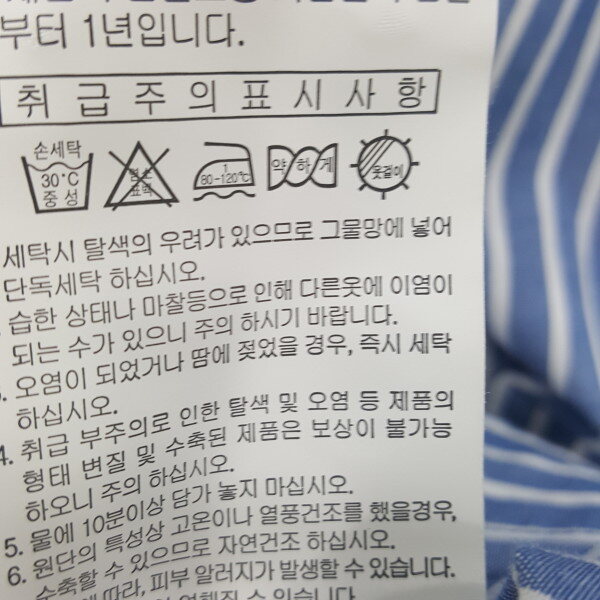 부터 1년입니다.
취급주의표시사항
손세탁
30°C
중성
염소
표백
1
80-120℃
약하게
옷걸이
세탁시 탈색의 우려가 있으므로 그물망에 넣어
단독세탁 하십시오.
습한 상태나 마찰등으로 인해 다른옷에 이염이
되는 수가 있으니 주의 하시기 바랍니다.
오염이 되었거나 땀에 젖었을 경우, 즉시 세탁
하십시오.
4. 취급 부주의로 인한 탈색 및 오염 등 제품의
형태 변질 및 수축된 제품은 보상이 불가능
하오니 주의 하십시오.
5. 물에 10분이상 담가 놓지 마십시오.
6. 원단의 특성상 고온이나 열풍건조를 했을경우,
수축할 수 있으므로 자연건조 하십시오.
따라, 피부 알러지가 발생할 수 있습니다.